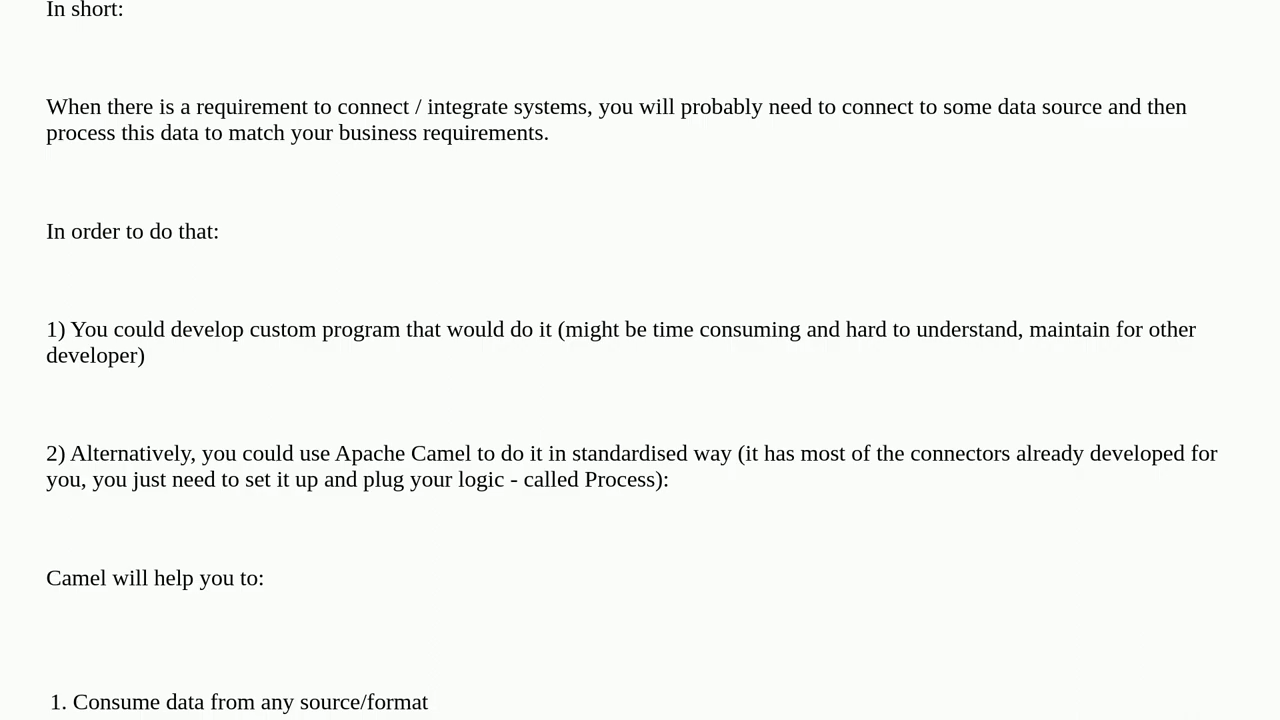 In short:
When there is a requirement to connect / integrate systems, you will probably need to connect to some data source and then
process this data to match your business requirements.
In order to do that:
1) You could develop custom program that would do it (might be time consuming and hard to understand, maintain for other
developer)
2) Alternatively, you could use Apache Camel to do it in standardised way (it has most of the connectors already developed for
you, you just need to set it up and plug your logic - called Process):
Camel will help you to:
1. Consume data from any source/format